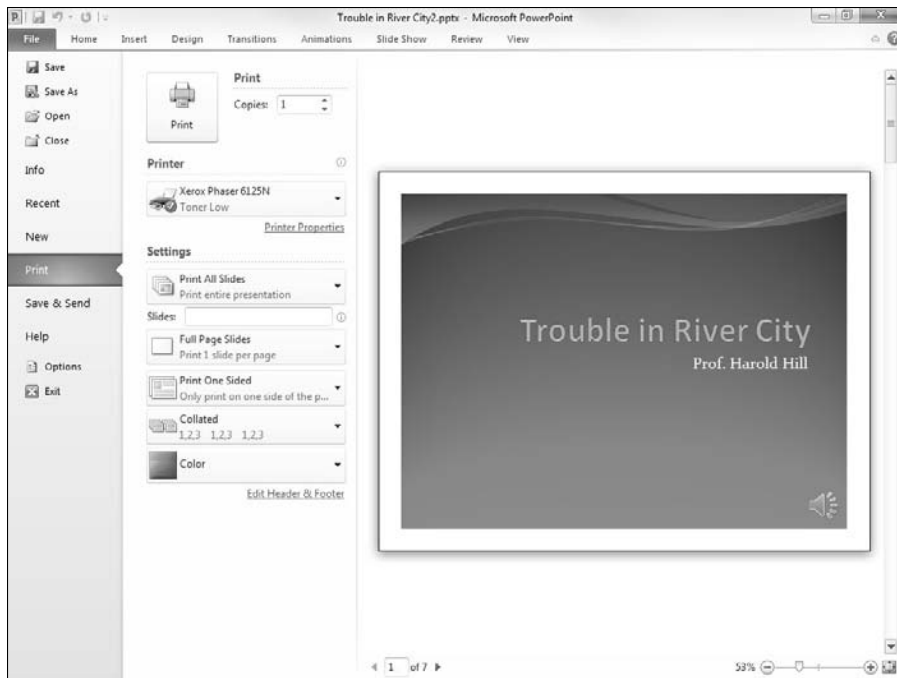 Trouble in River City2.pptx - Microsoft PowerPoint
File Home Insert Design Transitions Animations Slide Show Review View
Save
Save As
Open
Close
Info
Recent
New
Print
Save & Send
Help
Options
Exit
Print
Print
Copies: 1
Printer
Xerox Phaser 6125N
Toner Low
Printer Properties
Settings
Print All Slides
Print entire presentation
Slides:
Full Page Slides
Print 1 slide per page
Print One Sided
Only print on one side of the p...
Collated
1,2,3 1,2,3 1,2,3
Color
Edit Header & Footer
Trouble in River City
Prof. Harold Hill
1 of 7
53%